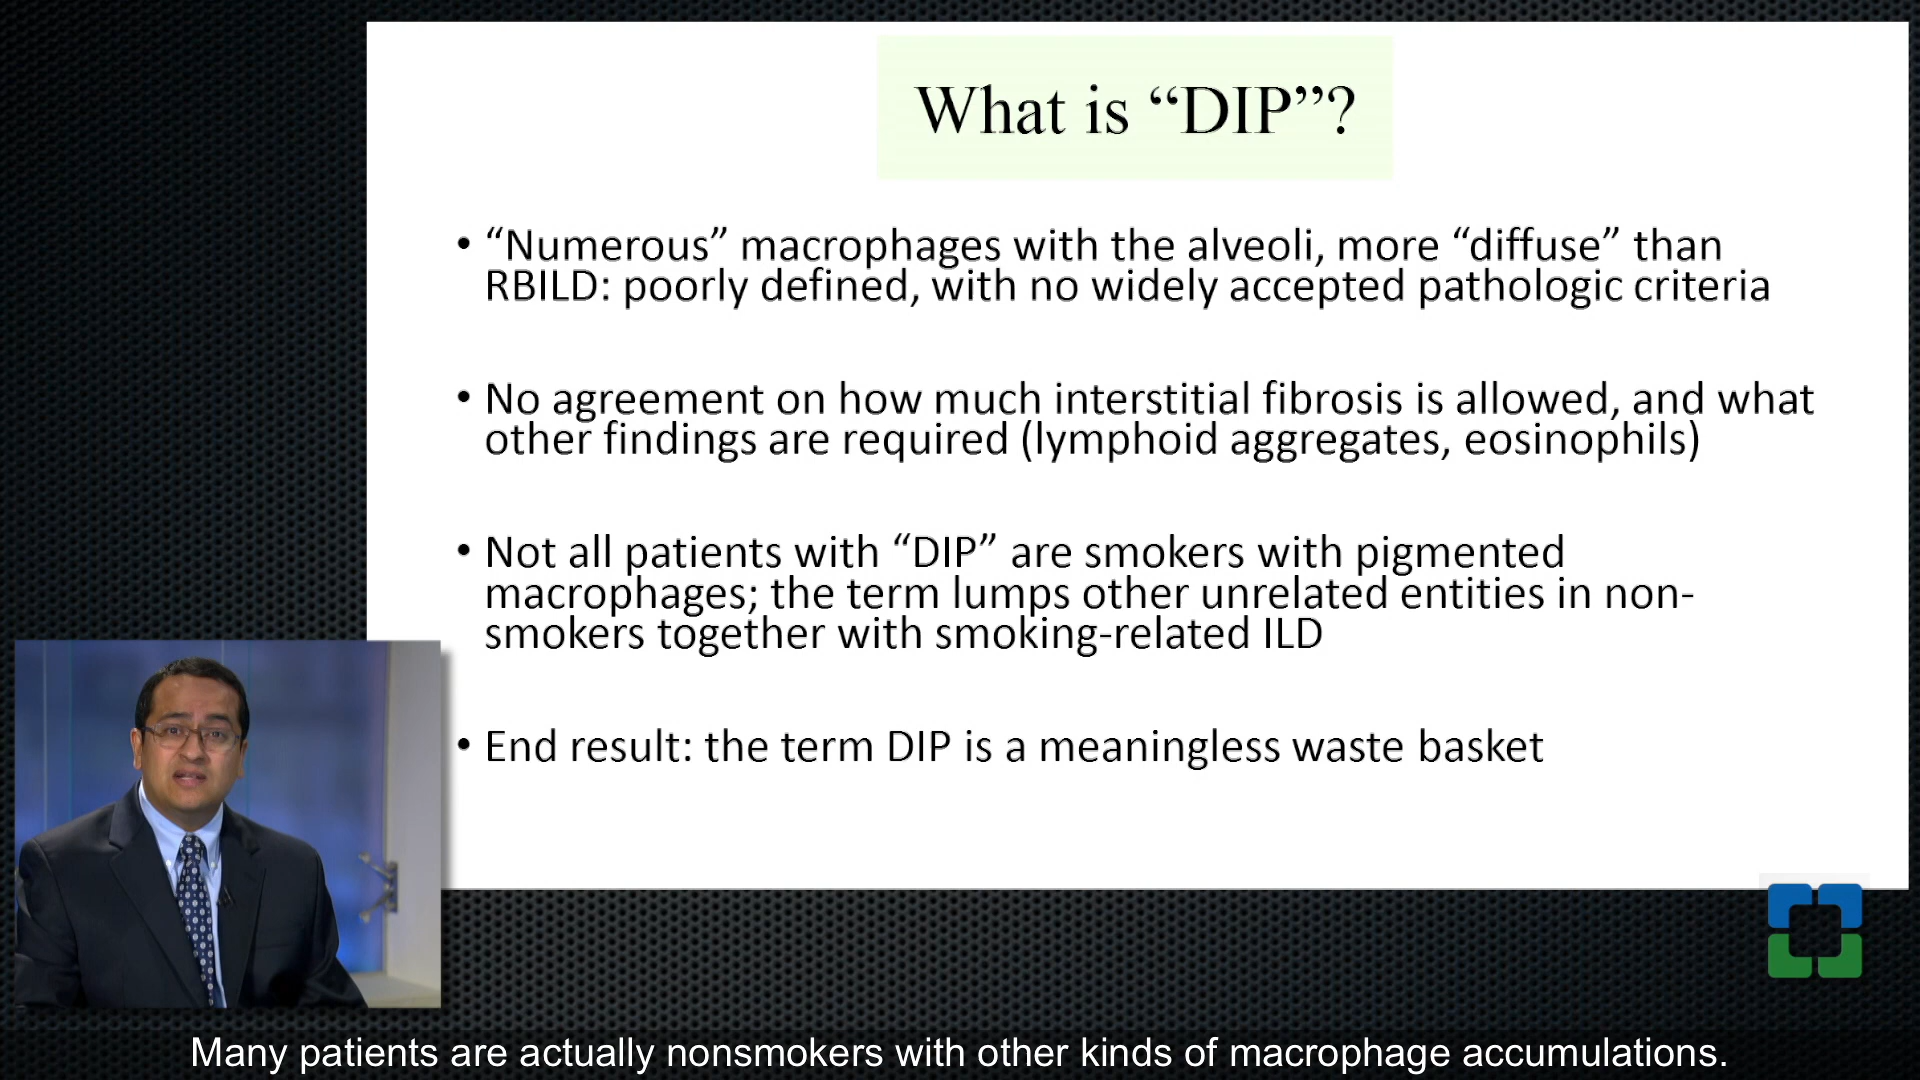 What is “DIP”?
• “Numerous” macrophages with the alveoli, more “diffuse” than
RBILD: poorly defined, with no widely accepted pathologic criteria
• No agreement on how much interstitial fibrosis is allowed, and what
other findings are required (lymphoid aggregates, eosinophils)
• Not all patients with “DIP” are smokers with pigmented
macrophages; the term lumps other unrelated entities in non-
smokers together with smoking-related ILD
• End result: the term DIP is a meaningless waste basket
Many patients are actually nonsmokers with other kinds of macrophage accumulations.